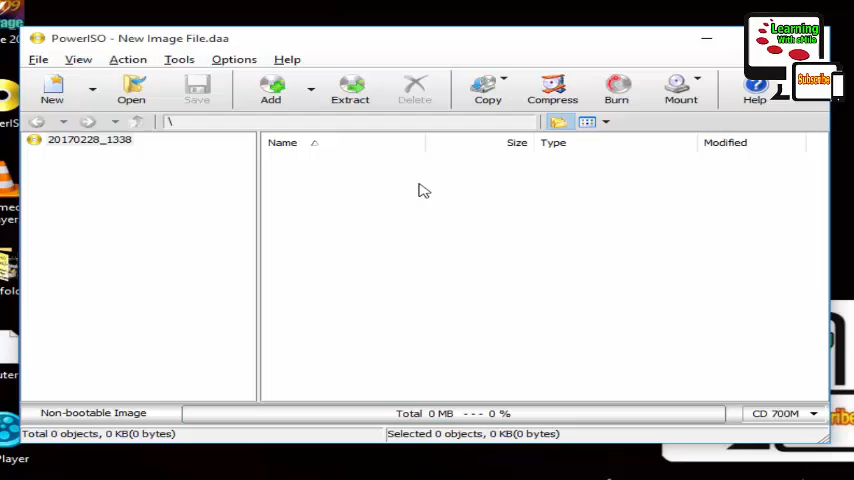 PowerISO - New Image File.daa
File View Action Tools Options Help
New Open Save Add Extract Delete Copy Compress Burn Mount Help
\
20170228_1338
Name Size Type Modified
Non-bootable Image
Total 0 MB --- 0 %
CD 700M
Total 0 objects, 0 KB(0 bytes)
Selected 0 objects, 0 KB(0 bytes)
Learning
With sMile
Subscribe
Player